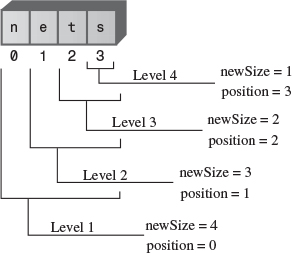 n e t s
0 1 2 3
Level 4
newSize = 1
position = 3
Level 3
newSize = 2
position = 2
Level 2
newSize = 3
position = 1
Level 1
newSize = 4
position = 0